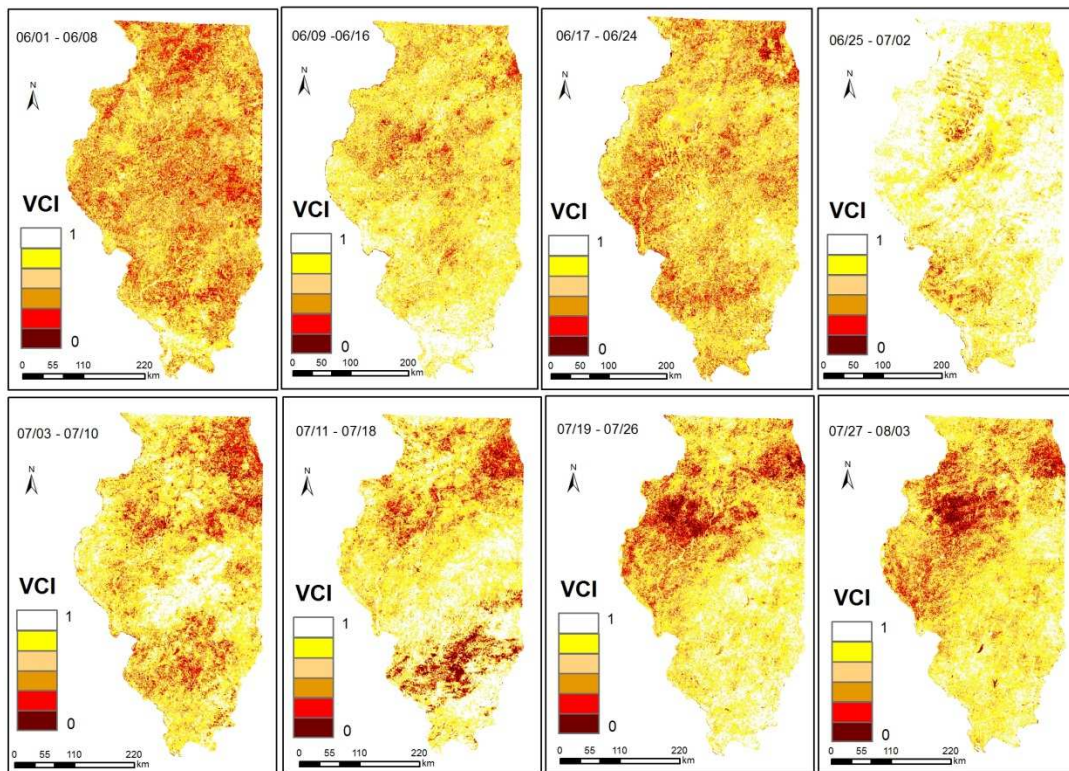 06/01 - 06/08
N
VCI
1
0
0 55 110 220
km
06/09 -06/16
N
VCI
1
0
0 50 100 200
km
06/17 - 06/24
N
VCI
1
0
0 50 100 200
km
06/25 - 07/02
N
VCI
1
0
0 50 100 200
km
07/03 - 07/10
N
VCI
1
0
0 55 110 220
km
07/11 - 07/18
N
VCI
1
0
0 55 110 220
km
07/19 - 07/26
N
VCI
1
0
0 55 110 220
km
07/27 - 08/03
N
VCI
1
0
0 55 110 220
km